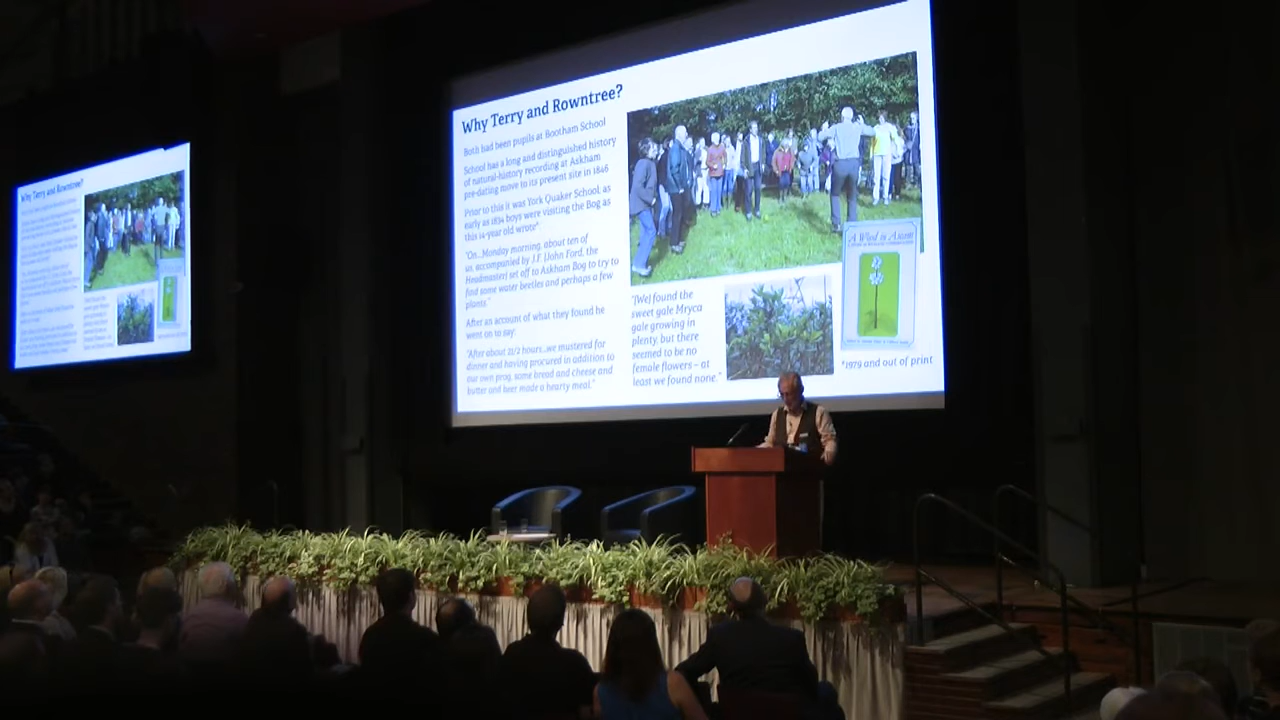 Why Terry and Rowntree?
Both had been pupils at Bootham School
School has a long and distinguished history
of natural-history recording at Askham
pre-dating move to its present site in 1846
Prior to this it was York Quaker School; as
early as 1834 boys were visiting the Bog as
this 14-year old wrote*
"On...Monday morning, about ten of
us, accompanied by J.F. [John Ford, the
Headmaster] set off to Askham Bog to try to
find some water beetles and perhaps a few
plants."
After an account of what they found he
went on to say:
"After about 21/2 hours...we mustered for
dinner and having procured in addition to
our own prog, some bread and cheese and
butter and beer made a hearty meal."
"[We] found the
sweet gale Mryca
gale growing in
plenty, but there
seemed to be no
female flowers – at
least we found none."
A Wood in Ascam
*1979 and out of print
Why Terry and Rowntree?